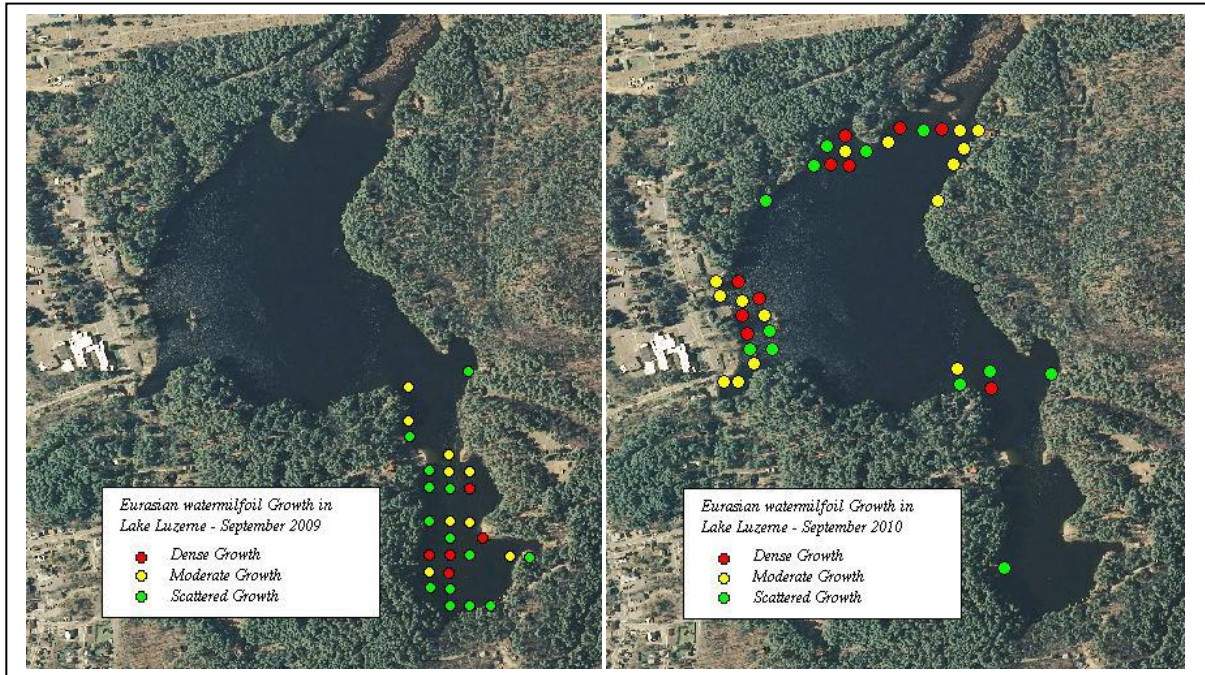 Eurasian watermilfoil Growth in
Lake Luzerne - September 2009
Dense Growth
Moderate Growth
Scattered Growth
Eurasian watermilfoil Growth in
Lake Luzerne - September 2010
Dense Growth
Moderate Growth
Scattered Growth